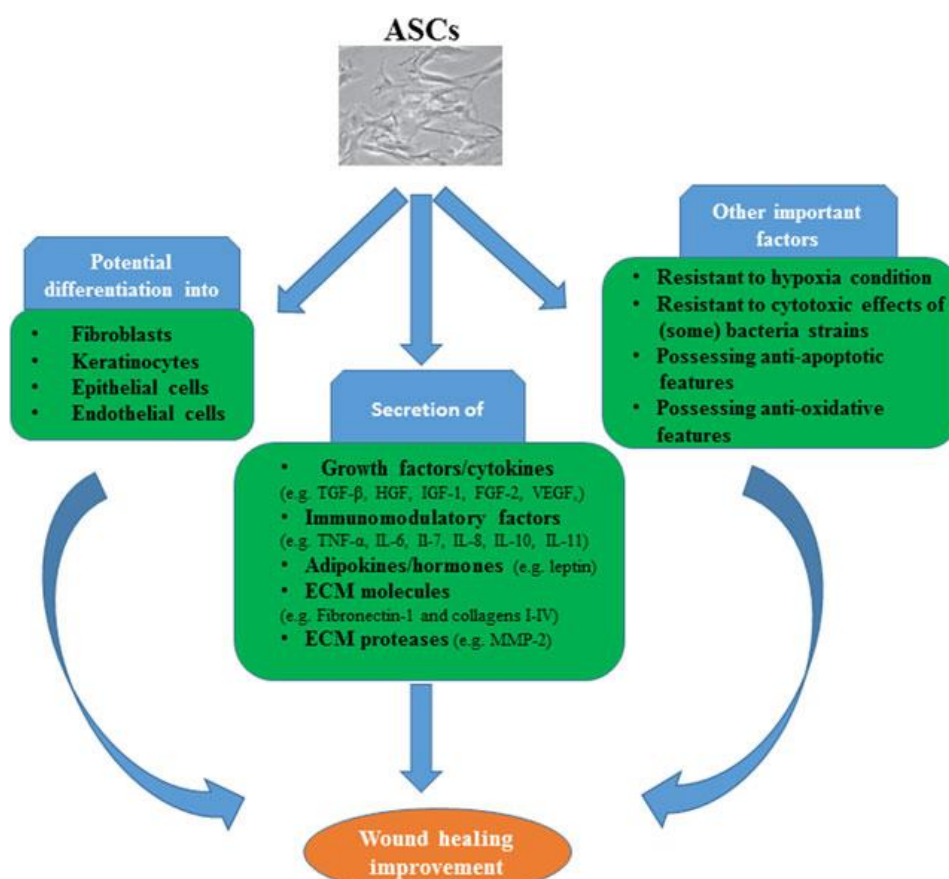 ASCs
Potential
differentiation into
• Fibroblasts
• Keratinocytes
• Epithelial cells
• Endothelial cells
Secretion of
• Growth factors/cytokines
(e.g. TGF-β, HGF, IGF-1, FGF-2, VEGF,)
• Immunomodulatory factors
(e.g. TNF-α, IL-6, Il-7, IL-8, IL-10, IL-11)
• Adipokines/hormones (e.g. leptin)
• ECM molecules
(e.g. Fibronectin-1 and collagens I-IV)
• ECM proteases (e.g. MMP-2)
Other important
factors
• Resistant to hypoxia condition
• Resistant to cytotoxic effects of
(some) bacteria strains
• Possessing anti-apoptotic
features
• Possessing anti-oxidative
features
Wound healing
improvement